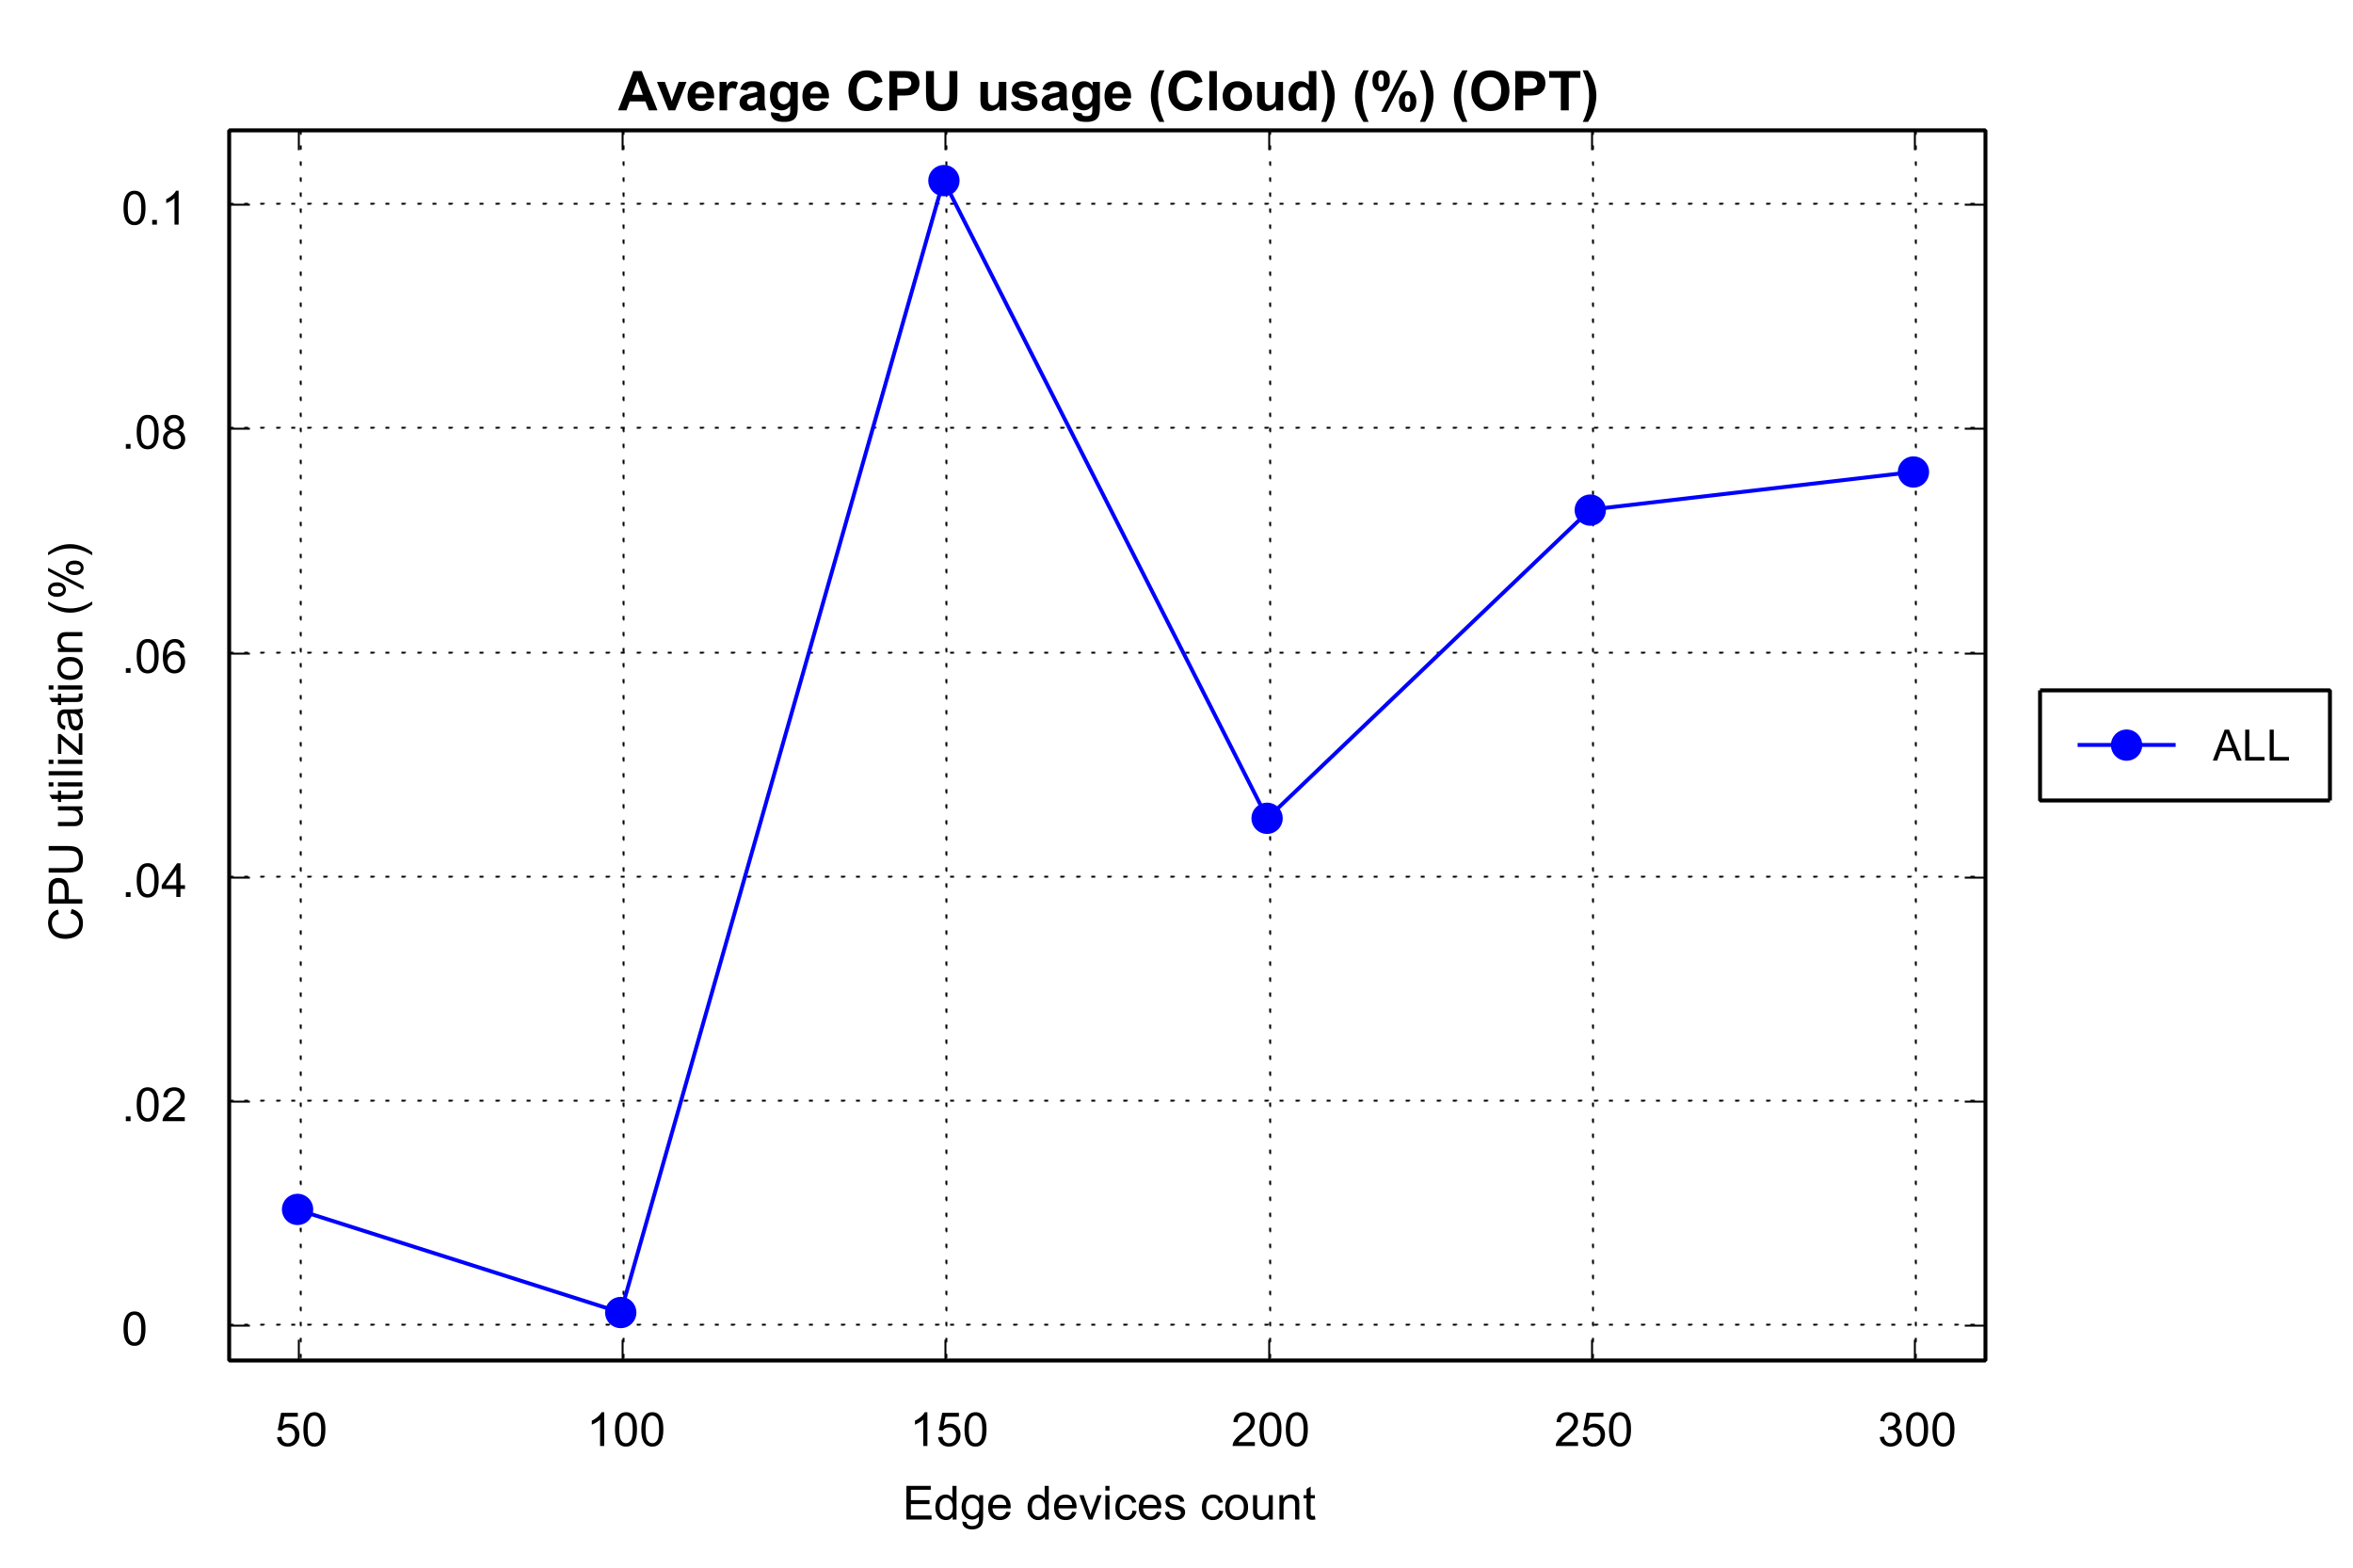 Average CPU usage (Cloud) (%) (OPT)
0.1
.08
.06
.04
.02
0
CPU utilization (%)
ALL
50 100 150 200 250 300
Edge devices count